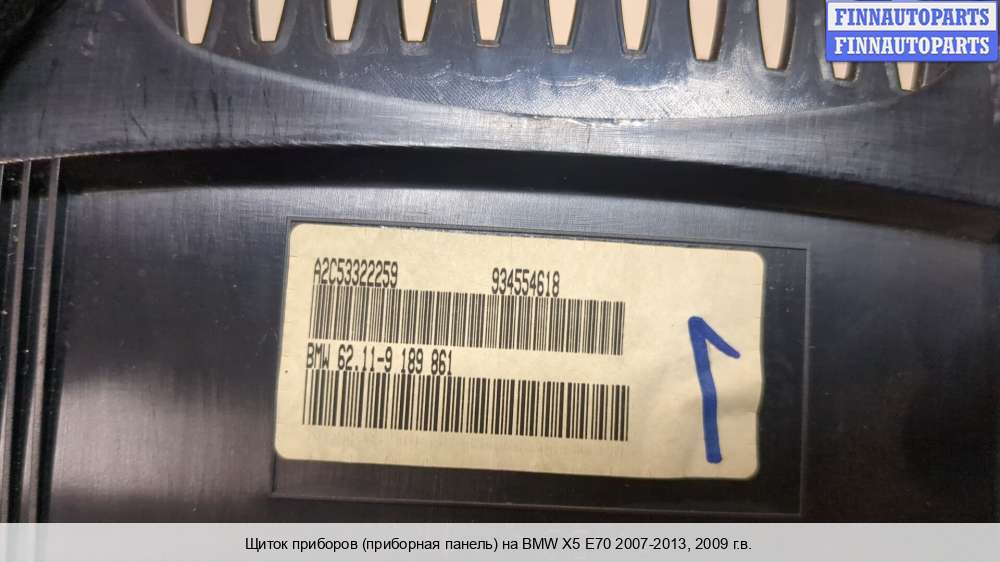 FINNAUTOPARTS
FINNAUTOPARTS
A2C53322259 934554618
BMW 62.11-9 189 861
1
Щиток приборов (приборная панель) на BMW X5 E70 2007-2013, 2009 г.в.